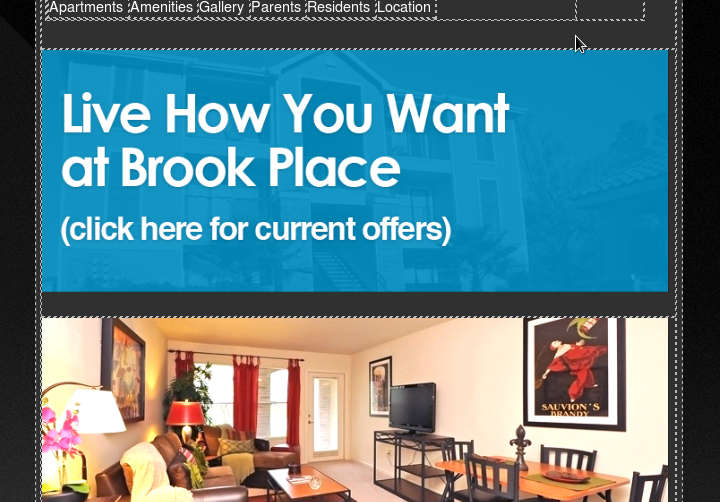 Apartments Amenities Gallery Parents Residents Location
Live How You Want
at Brook Place
(click here for current offers)
SAUVION'S
BRANDY